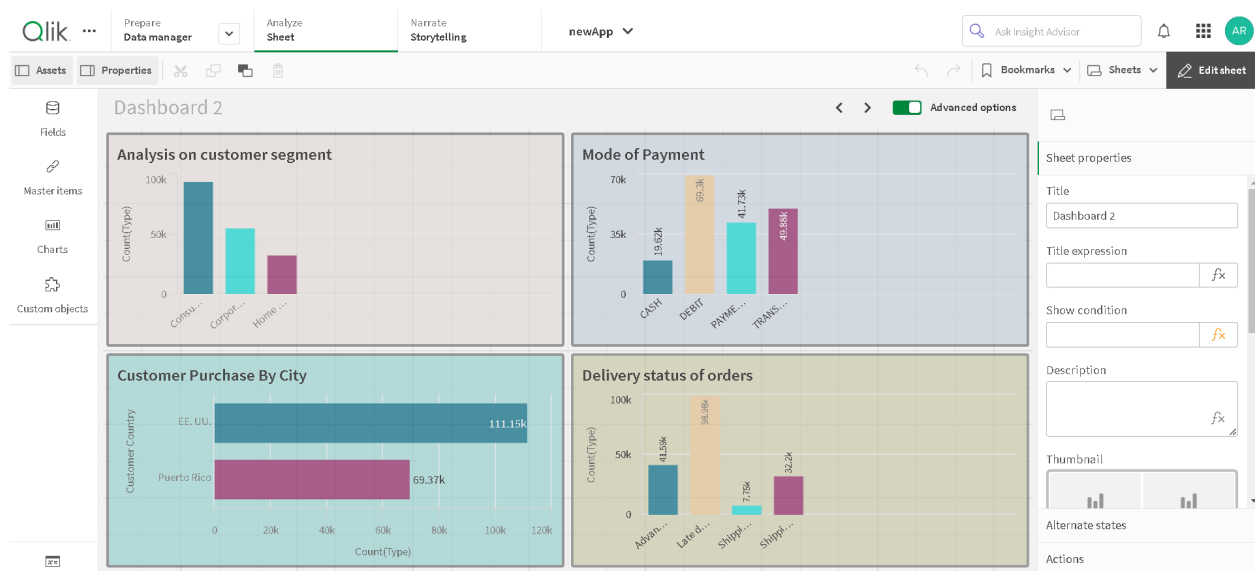 Qlik
Prepare
Data manager
Analyze
Sheet
Narrate
Storytelling
newApp
Ask Insight Advisor
AR
Assets
Properties
Bookmarks
Sheets
Edit sheet
Fields
Master items
Charts
Custom objects
Dashboard 2
Advanced options
Analysis on customer segment
Count(Type)
100k
50k
0
Consu...
Corpor...
Home ...
Mode of Payment
Count(Type)
70k
35k
0
19.62k
69.3k
41.73k
49.88k
CASH
DEBIT
PAYME...
TRANS...
Customer Purchase By City
Customer Country
EE. UU.
111.15k
Puerto Rico
69.37k
0
20k
40k
60k
80k
100k
120k
Count(Type)
Delivery status of orders
Count(Type)
100k
50k
0
41.59k
98.98k
7.75k
32.2k
Advan...
Late d...
Shippi...
Shippi...
Sheet properties
Title
Dashboard 2
Title expression
fx
Show condition
fx
Description
fx
Thumbnail
Alternate states
Actions